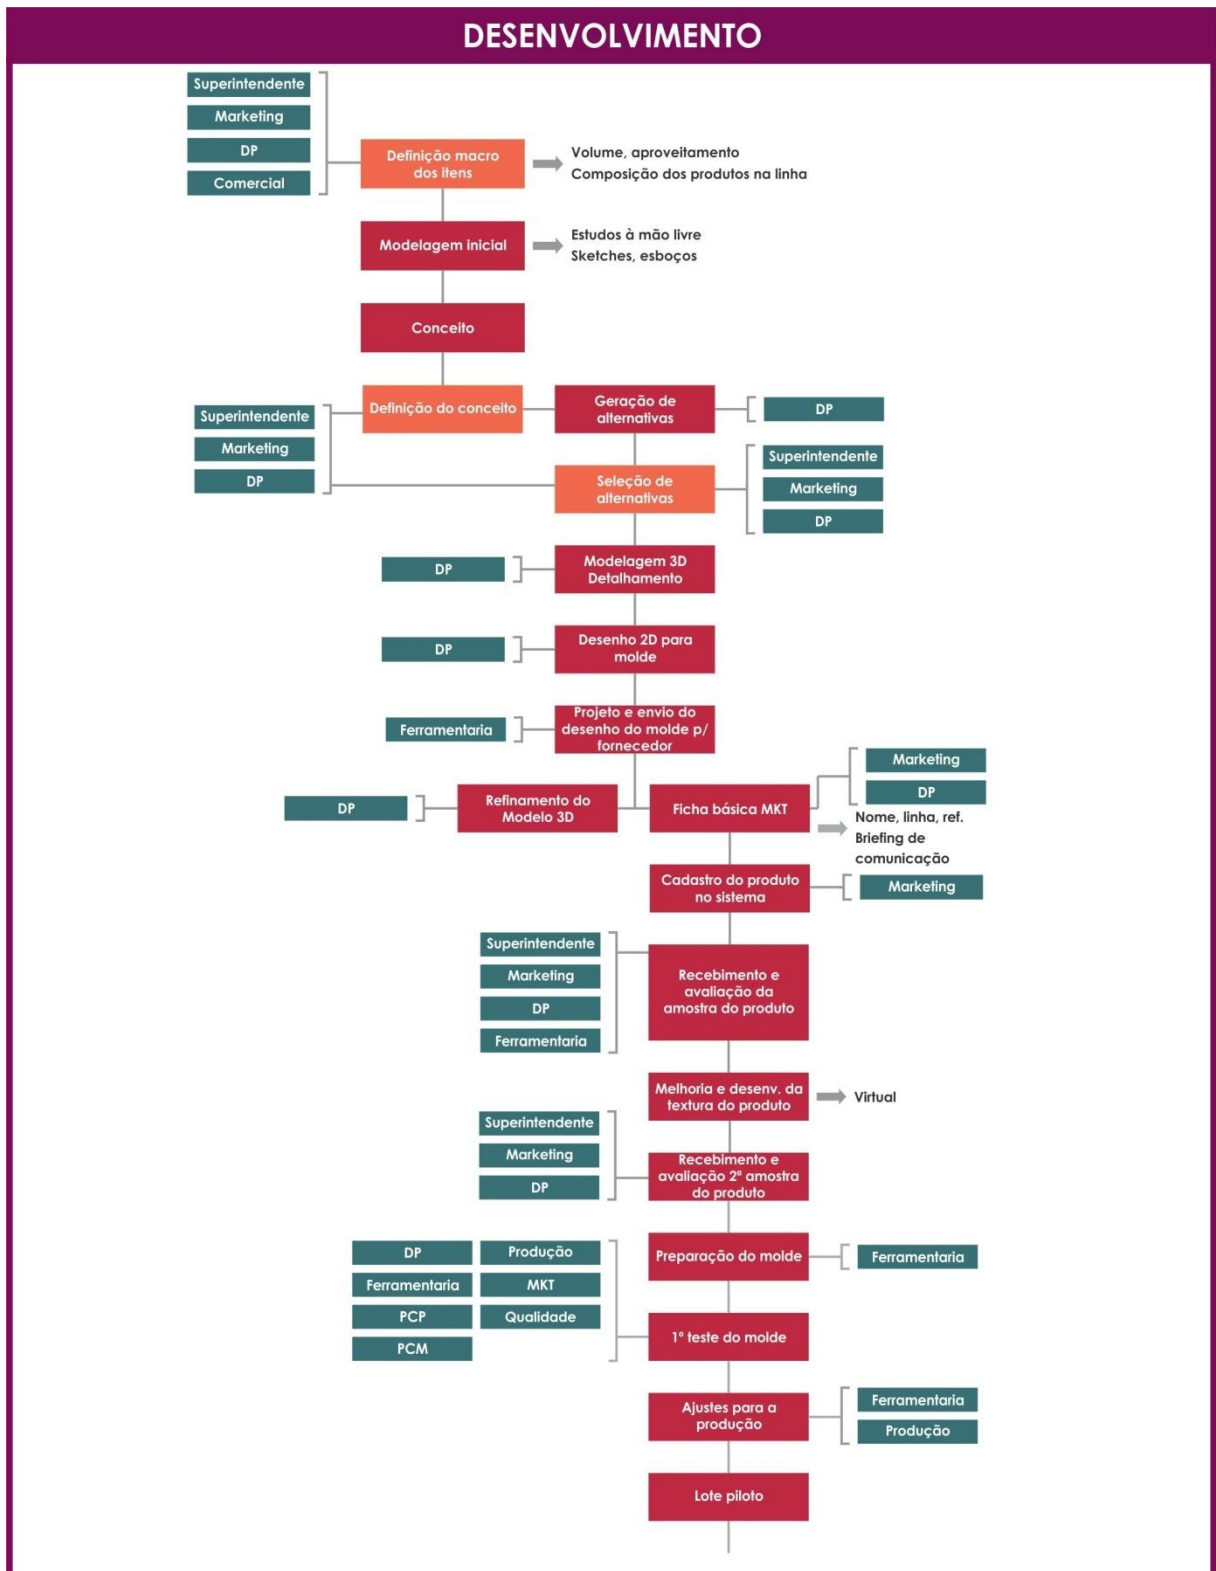 DESENVOLVIMENTO
Superintendente
Marketing
DP
Comercial
Definição macro
dos itens
Volume, aproveitamento
Composição dos produtos na linha
Modelagem inicial
Estudos à mão livre
Sketches, esboços
Conceito
Superintendente
Marketing
DP
Definição do conceito
Geração de
alternativas
DP
Seleção de
alternativas
Superintendente
Marketing
DP
DP
Modelagem 3D
Detalhamento
DP
Desenho 2D para
molde
Ferramentaria
Projeto e envio do
desenho do molde p/
fornecedor
DP
Refinamento do
Modelo 3D
Ficha básica MKT
Marketing
DP
Nome, linha, ref.
Briefing de
comunicação
Cadastro do produto
no sistema
Marketing
Superintendente
Marketing
DP
Ferramentaria
Recebimento e
avaliação da
amostra do produto
Melhoria e desenv. da
textura do produto
Virtual
Superintendente
Marketing
DP
Recebimento e
avaliação 2ª amostra
do produto
Preparação do molde
Ferramentaria
DP
Produção
Ferramentaria
MKT
PCP
Qualidade
PCM
1º teste do molde
Ajustes para a
produção
Ferramentaria
Produção
Lote piloto